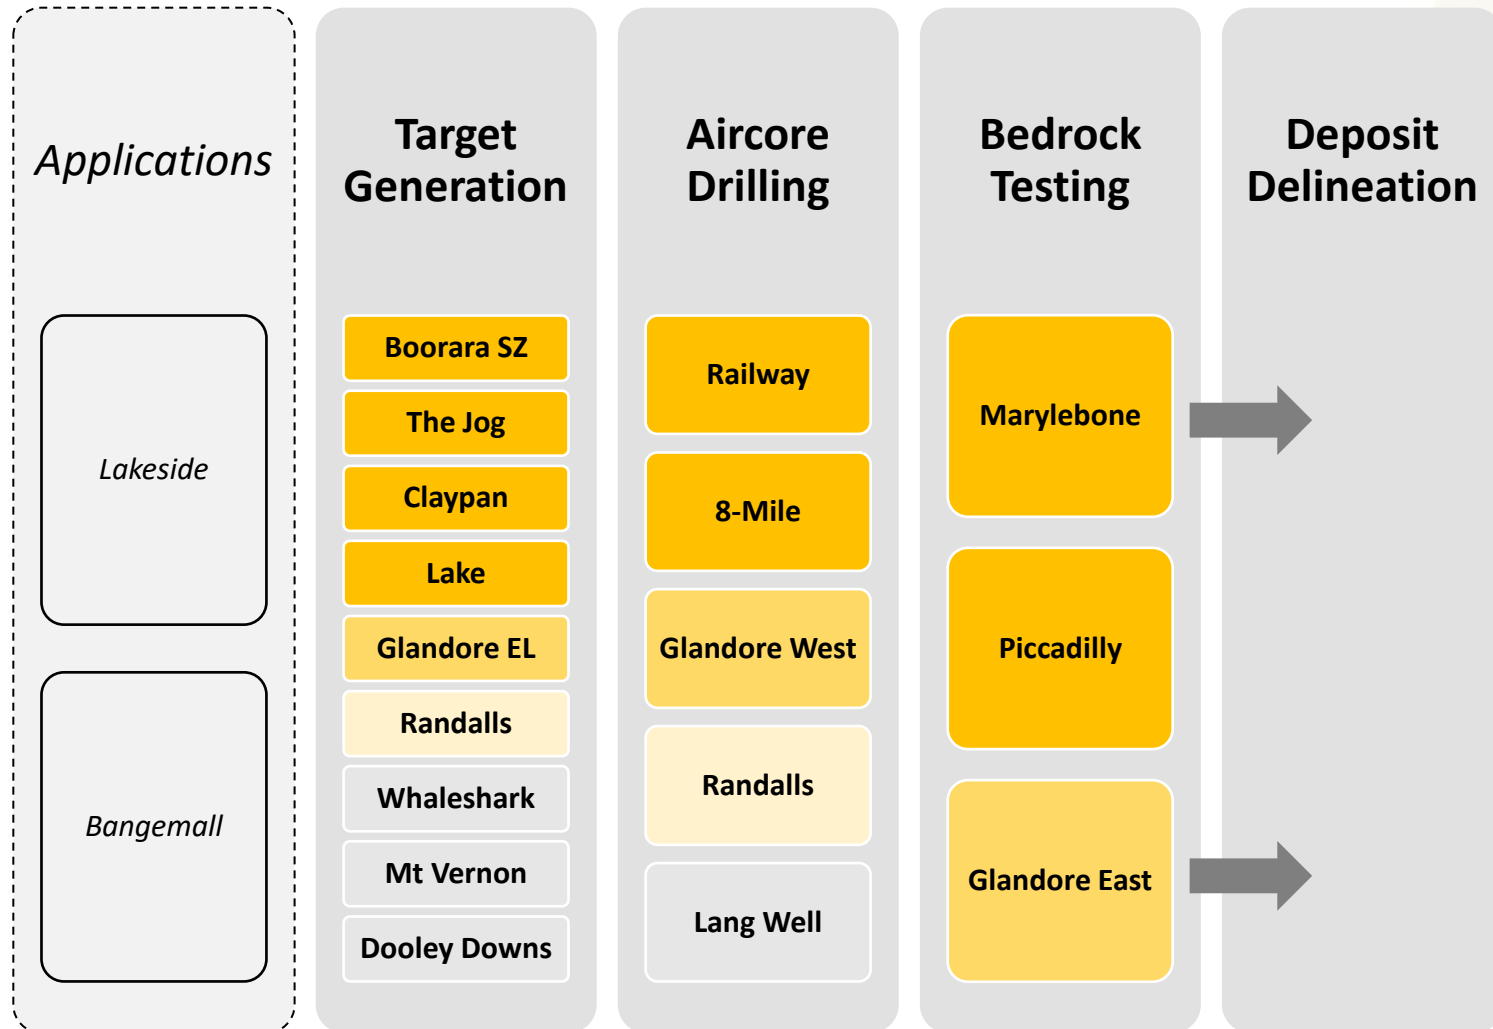 Applications
Lakeside
Bangemall
Target
Generation
Boorara SZ
The Jog
Claypan
Lake
Glandore EL
Randalls
Whaleshark
Mt Vernon
Dooley Downs
Aircore
Drilling
Railway
8-Mile
Glandore West
Randalls
Lang Well
Bedrock
Testing
Marylebone
Piccadilly
Glandore East
Deposit
Delineation